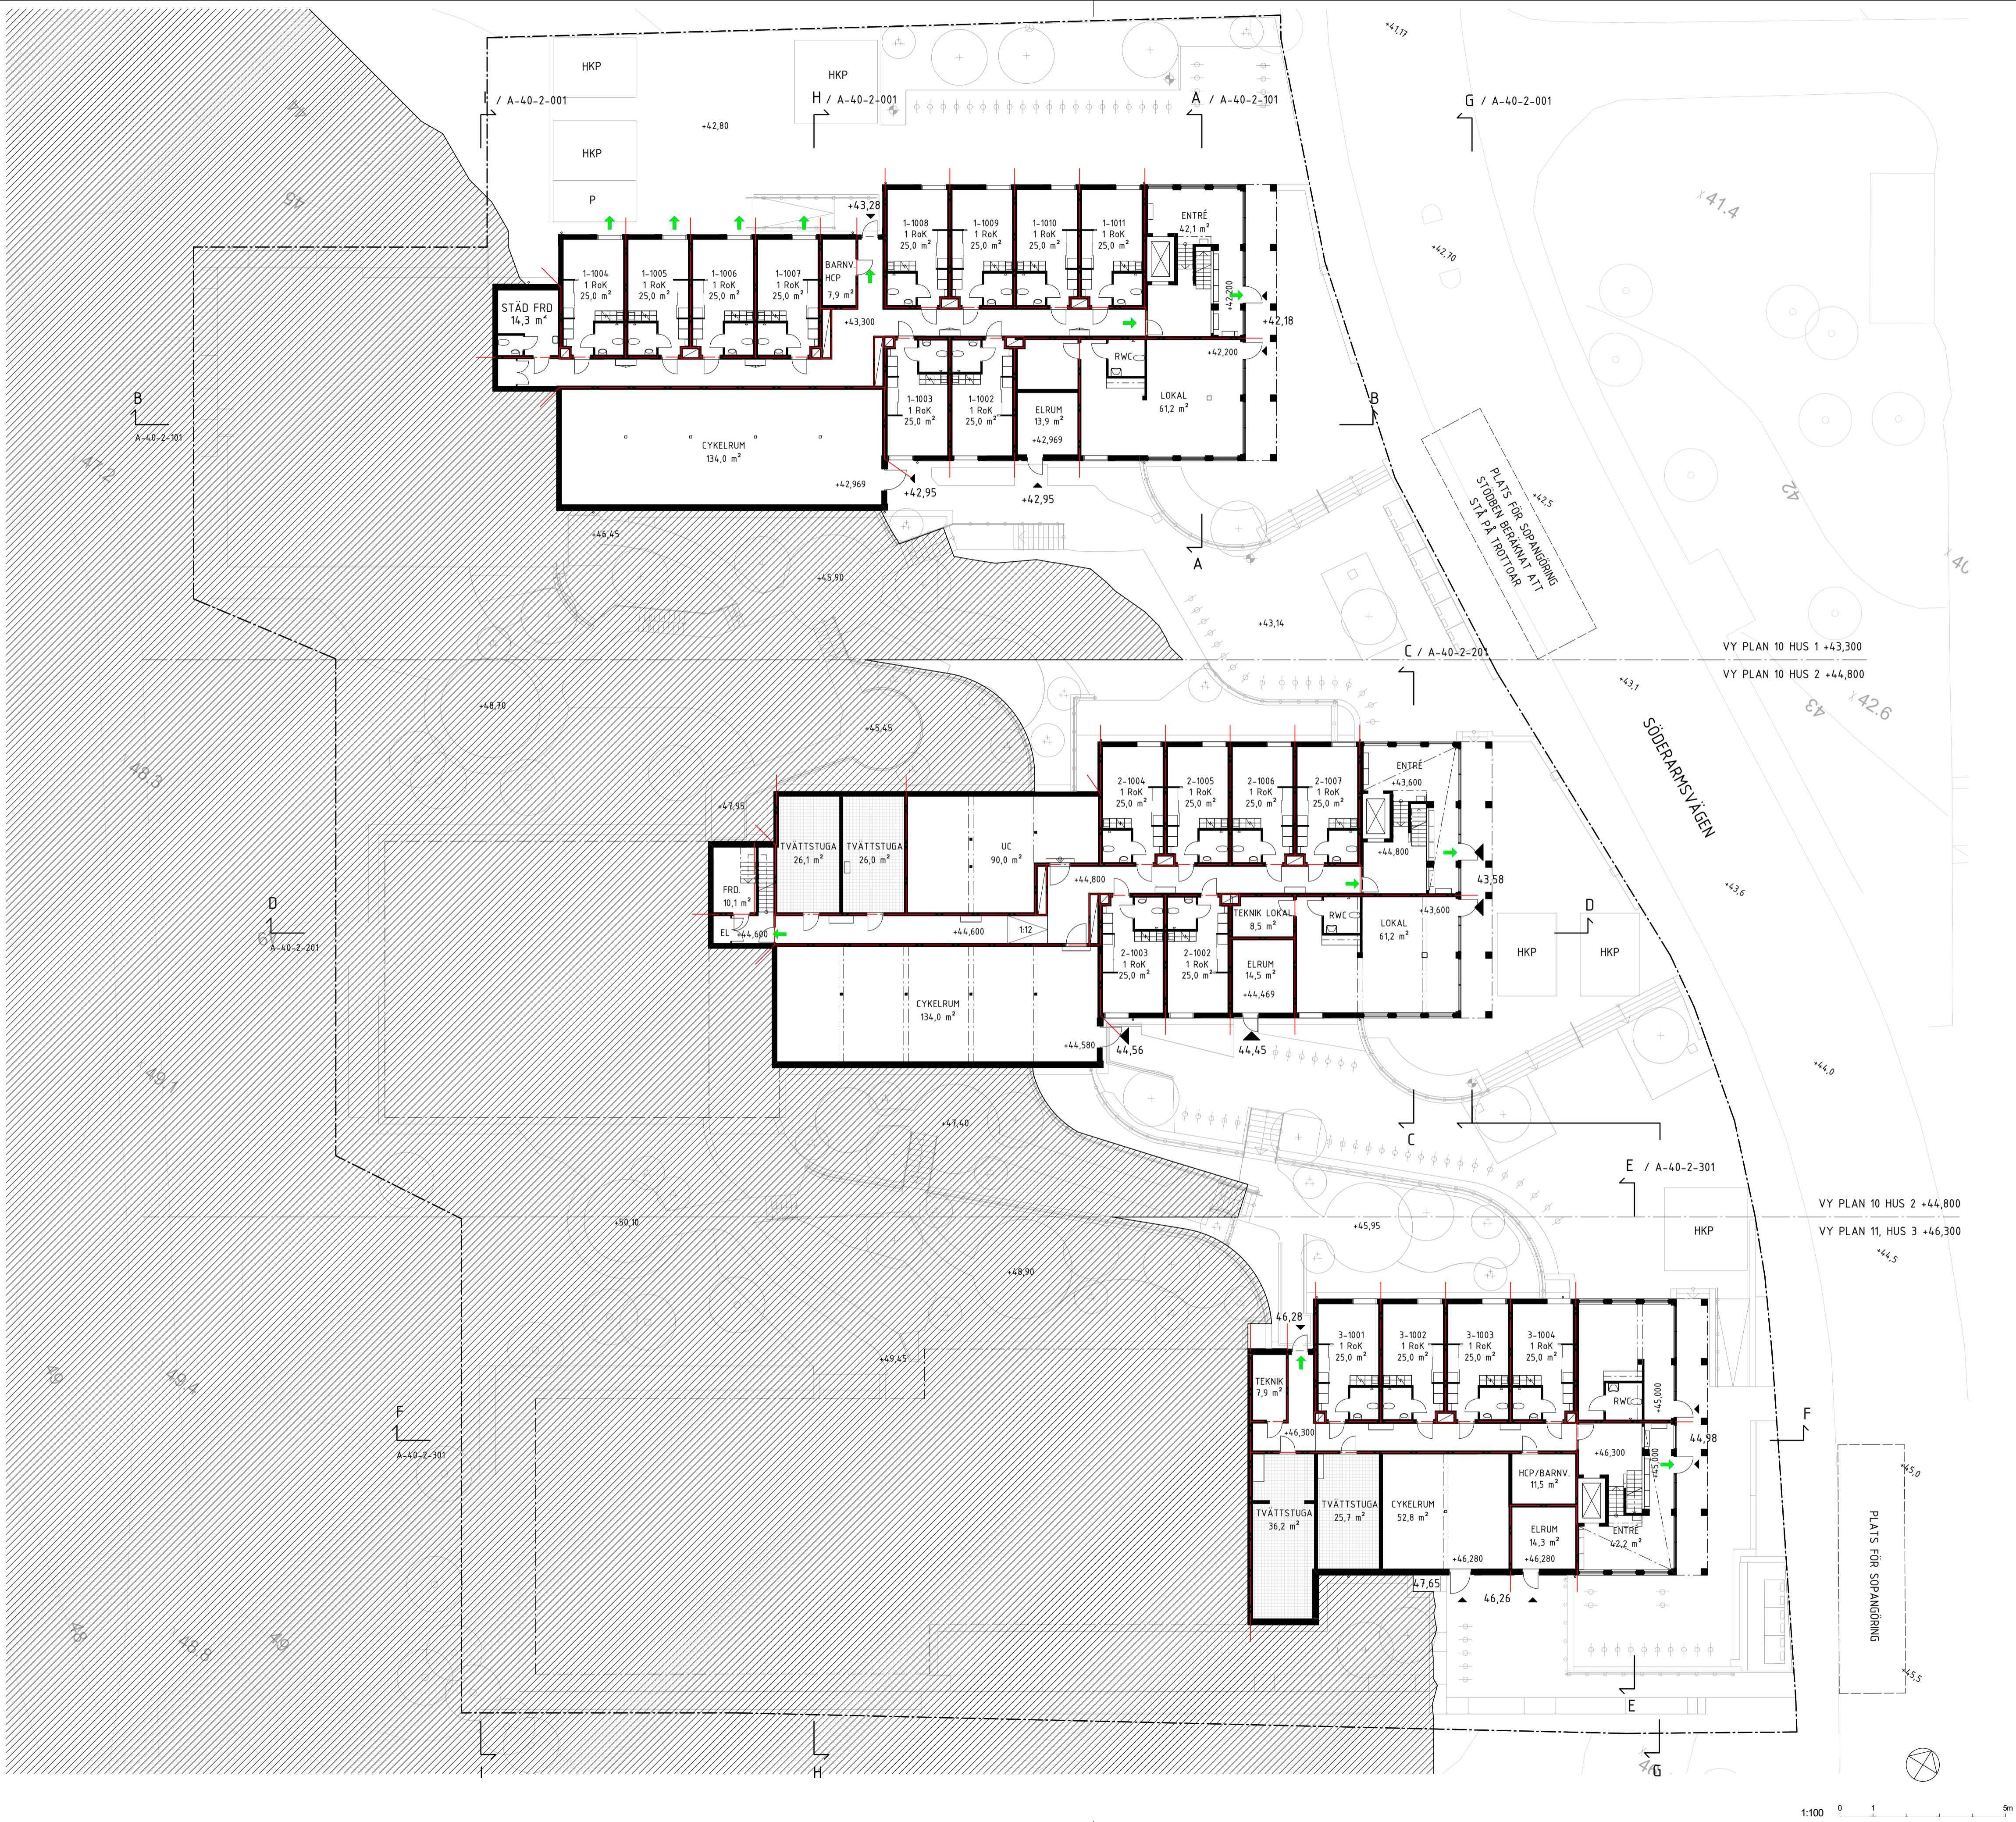 +41,17
HKP
HKP
I / A-40-2-001
H / A-40-2-001
A / A-40-2-101
G / A-40-2-001
44
+42,80
HKP
45
P
+43,28
41.4
ENTRÉ
42,1 m²
1-1008
1 RoK
25,0 m²
1-1009
1 RoK
25,0 m²
1-1010
1 RoK
25,0 m²
1-1011
1 RoK
25,0 m²
+42,70
1-1004
1 RoK
25,0 m²
1-1005
1 RoK
25,0 m²
1-1006
1 RoK
25,0 m²
1-1007
1 RoK
25,0 m²
BARNV.
HCP
7,9 m²
STÄD FRD
14,3 m²
+43,300
+42,200
+42,18
+42,200
RWC
B
A-40-2-101
1-1003
1 RoK
25,0 m²
1-1002
1 RoK
25,0 m²
ELRUM
13,9 m²
+42,969
LOKAL
61,2 m²
B
CYKELRUM
134,0 m²
+42,969
+42,95
+42,95
47.2
PLATS FÖR SOPANGÖRING
STÖDBEN BERÄKNAT ATT
STÅ PÅ TROTTOAR
+42,5
42
+46,45
A
+45,90
+43,14
C / A-40-2-201
VY PLAN 10 HUS 1 +43,300
VY PLAN 10 HUS 2 +44,800
+43,1
43
42.6
+48,70
+45,45
SÖDERARMSVÄGEN
48.3
+47,95
2-1004
1 RoK
25,0 m²
2-1005
1 RoK
25,0 m²
2-1006
1 RoK
25,0 m²
2-1007
1 RoK
25,0 m²
ENTRÉ
+43,600
TVÄTTSTUGA
26,1 m²
TVÄTTSTUGA
26,0 m²
UC
90,0 m²
+44,800
+44,800
43,58
+43,6
FRD.
10,1 m²
EL
+44,600
+44,600
1:12
TEKNIK LOKAL
8,5 m²
RWC
+43,600
LOKAL
61,2 m²
D
A-40-2-201
D
2-1003
1 RoK
25,0 m²
2-1002
1 RoK
25,0 m²
ELRUM
14,5 m²
+44,469
HKP
HKP
CYKELRUM
134,0 m²
+44,580
44,56
44,45
49.1
+44,0
+47,40
C
E / A-40-2-301
+50,10
+45,95
HKP
VY PLAN 10 HUS 2 +44,800
VY PLAN 11, HUS 3 +46,300
+44,5
+48,90
46,28
49
49.4
+49,45
3-1001
1 RoK
25,0 m²
3-1002
1 RoK
25,0 m²
3-1003
1 RoK
25,0 m²
3-1004
1 RoK
25,0 m²
TEKNIK
7,9 m²
RWC
+45,000
F
A-40-2-301
+46,300
+46,300
+45,000
44,98
F
HCP/BARNV.
11,5 m²
+45,0
TVÄTTSTUGA
36,2 m²
TVÄTTSTUGA
25,7 m²
CYKELRUM
52,8 m²
ELRUM
14,3 m²
ENTRÉ
42,2 m²
+46,280
+46,280
47,65
46,26
PLATS FÖR SOPANGÖRING
48
48.8
49
+45,5
E
I
H
G
1:100
0
1
5m